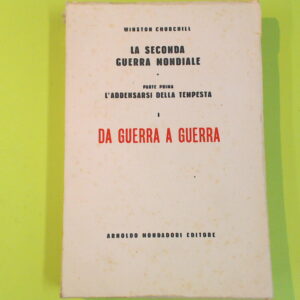 WINSTON CHURCHILL
LA SECONDA
GUERRA MONDIALE
PARTE PRIMA
L'ADDENSARSI DELLA TEMPESTA
I
DA GUERRA A GUERRA
ARNOLDO MONDADORI EDITORE